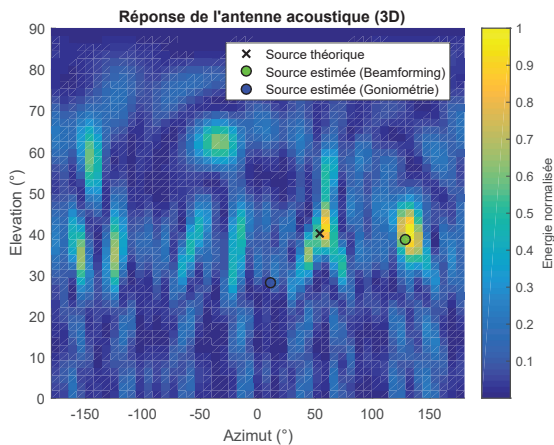 Réponse de l'antenne acoustique (3D)
Source théorique
Source estimée (Beamforming)
Source estimée (Goniométrie)
90
80
70
60
50
40
30
20
10
0
Elevation (°)
-150 -100 -50 0 50 100 150
Azimut (°)
1
0.9
0.8
0.7
0.6
0.5
0.4
0.3
0.2
0.1
Energie normalisée